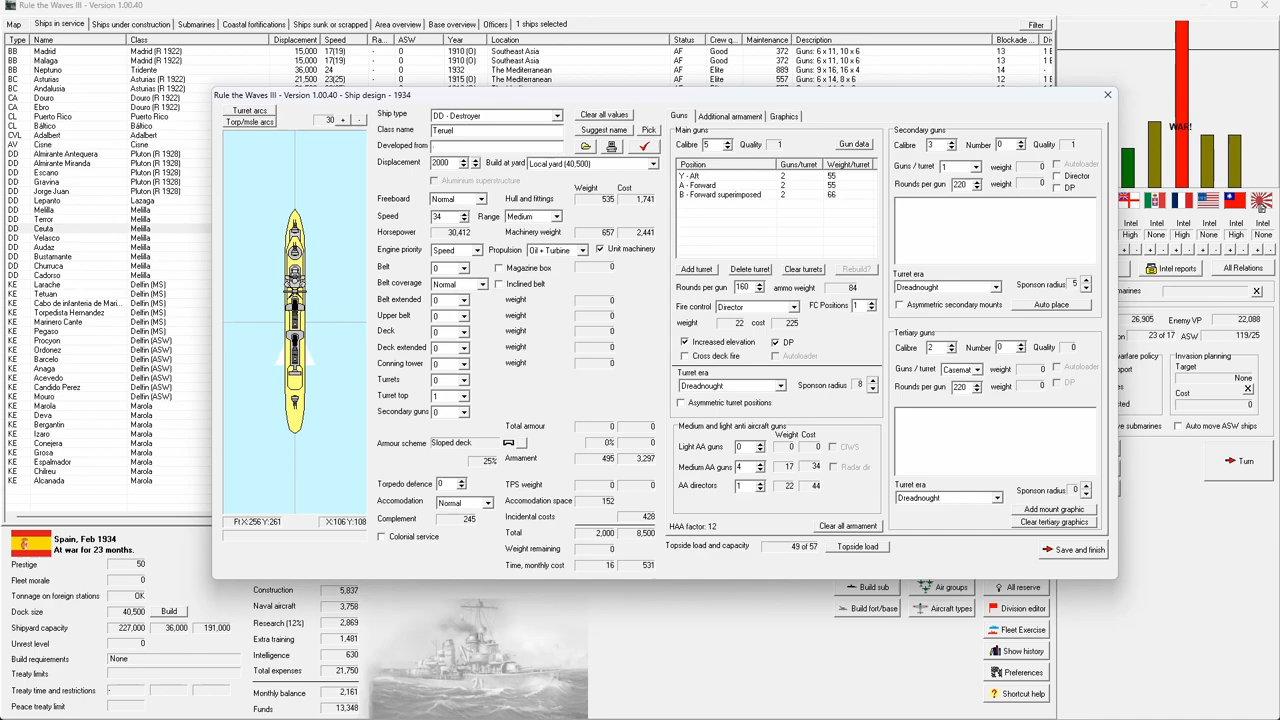 Rule the Waves III - Version 1.00.40
Map Ships in service Ships under construction Submarines Coastal fortifications Ships sunk or scrapped Area overview Base overview Officers 1 ships selected
Filter
Type Name Class Displacement Speed Ra... ASW Year Location Status Crew q... Maintenance Description Blockade
BB Madrid Madrid (R 1922) 15,000 17(19) - 0 1910 (O) Southeast Asia AF Good 372 Guns: 6 x 11, 10 x 6 13
BB Malaga Madrid (R 1922) 15,000 17(19) - 0 1910 (O) Southeast Asia AF Good 372 Guns: 6 x 11, 10 x 6 13
BB Neptuno Tridente 36,000 24 - 0 1932 The Mediterranean AF Elite 889 Guns: 9 x 16, 16 x 4 14
BC Asturias Asturias (R 1922) 21,500 23(25) - 0 1915 (O) The Mediterranean AF Elite 576 Guns: 6 x 14, 8 x 6
BC Andalusia Asturias (R 1922)
CA Douro Douro (R 1922)
CA Ebro Douro (R 1922)
CL Puerto Rico Puerto Rico
CL Báltico Puerto Rico
CVL Adalbert Adalbert
AV Cisne Cisne
DD Almirante Antequera Pluton (R 1928)
DD Almirante Miranda Pluton (R 1928)
DD Escano Pluton (R 1928)
DD Gravina Pluton (R 1928)
DD Jorge Juan Pluton (R 1928)
DD Lepanto Lazaga
DD Melilla Melilla
DD Terror Melilla
DD Ceuta Melilla
DD Velasco Melilla
DD Audaz Melilla
DD Bustamente Melilla
DD Churruca Melilla
DD Cadorso Melilla
KE Larache Delfin (MS)
KE Tetuan Delfin (MS)
KE Cabo de infanteria de Mari... Delfin (MS)
KE Torpedista Hernandez Delfin (MS)
KE Marinero Cante Delfin (MS)
KE Pegaso Delfin (MS)
KE Procyon Delfin (ASW)
KE Ordonez Delfin (ASW)
KE Barcelo Delfin (ASW)
KE Anaga Delfin (ASW)
KE Acevedo Delfin (ASW)
KE Candido Perez Delfin (ASW)
KE Mouro Delfin (ASW)
KE Marola Marola
KE Deva Marola
KE Bergantin Marola
KE Izaro Marola
KE Conejera Marola
KE Grosa Marola
KE Espalmador Marola
KE Chilreu Marola
KE Alcanada Marola
Rule the Waves III - Version 1.00.40 - Ship design - 1934
Turret arcs
Torp/msle arcs
30 + -
Ft X:256 Y:261 X:106 Y:108
Ship type DD - Destroyer Clear all values
Class name Teruel Suggest name Pick
Developed from
Displacement 2000 Build at yard Local yard (40,500)
Aluminium superstructure
Weight Cost
Freeboard Normal Hull and fittings 535 1,741
Speed 34 Range Medium
Horsepower 30,412 Machinery weight 657 2,441
Engine priority Speed Propulsion Oil + Turbine Unit machinery
Belt 0 Magazine box 0
Belt coverage Normal Inclined belt
Belt extended 0 weight 0
Upper belt 0 weight 0
Deck 0 weight 0
Deck extended 0 weight 0
Conning tower 0 weight 0
Turrets 0
Turret top 1
Secondary guns 0
Total armour 0 0
Armour scheme Sloped deck 0% 0
25% Armament 495 3,297
Torpedo defence 0 TPS weight 0 0
Accomodation Normal Accomodation space 152
Complement 245 Incidental costs 428
Colonial service Total 2,000 8,500
Weight remaining 0
Time, monthly cost 16 531
Guns Additional armament Graphics
Main guns
Calibre 5 Quality 1 Gun data
Position Guns/turret Weight/turret
Y - Aft 2 55
A - Forward 2 55
B - Forward superimposed 2 66
Add turret Delete turret Clear turrets Rebuild?
Rounds per gun 160 ammo weight 84
Fire control Director FC Positions 1
weight 22 cost 225
Increased elevation DP
Cross deck fire Autoloader
Turret era
Dreadnought Sponson radius 8
Asymmetric turret positions
Medium and light anti aircraft guns
Weight Cost
Light AA guns 0 0 0 CIWS
Medium AA guns 4 17 34 Radar dir
AA directors 1 22 44
HAA factor: 12 Clear all armament
Topside load and capacity 49 of 57 Topside load
Secondary guns
Calibre 3 Number 0 Quality 1
Guns / turret 1 weight 0 Autoloader
Director
Rounds per gun 220 weight 0 DP
Turret era
Dreadnought Sponson radius 5
Asymmetric secondary mounts Auto place
Tertiary guns
Calibre 2 Number 0 Quality 0
Guns / turret Casemat weight 0 Autoloader
Rounds per gun 220 weight 0 DP
Turret era
Dreadnought Sponson radius 0
Add mount graphic
Clear tertiary graphics
Save and finish
WAR!
Intel Intel Intel Intel Intel Intel
High High None None High None
Intel reports All Relations
26,905 Enemy VP 22,088
23 of 17 Enemy BV 119/25
Invasion planning
Target
None
Cost X
0
Auto move ASW ships
Turn
Spain, Feb 1934
At war for 23 months.
Prestige 50
Fleet morale 0
Tonnage on foreign stations OK
Dock size 40,500 Build
Shipyard capacity 227,000 36,000 191,000
Unrest level 0
Build requirements None
Treaty limits
Treaty time and restrictions -
Peace treaty limit
Construction 5,837
Naval aircraft 3,758
Research (12%) 2,869
Extra training 1,481
Intelligence 630
Total expenses 21,750
Monthly balance 2,161
Funds 13,348
Build sub Air groups All reserve
Build fort/base Aircraft types Division editor
Fleet Exercise
Show history
Preferences
Shortcut help